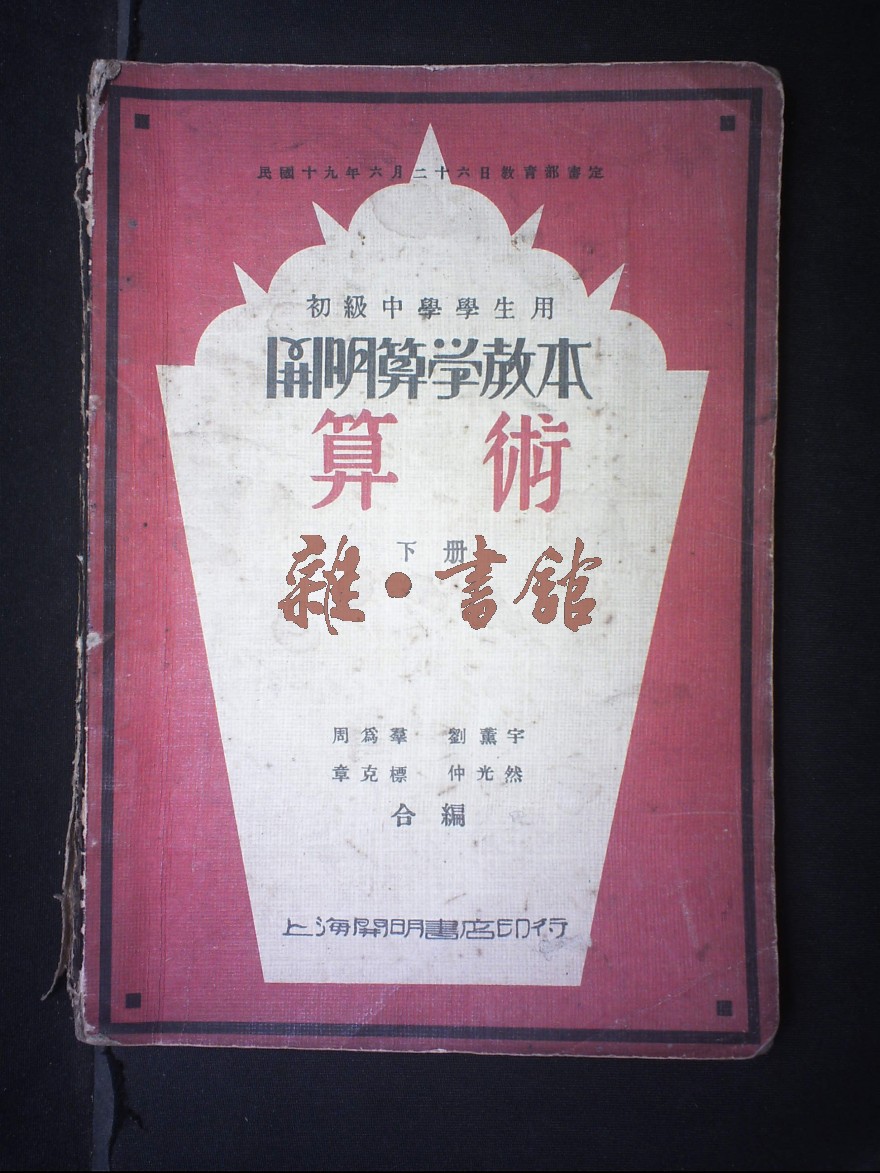 民國十九年六月二十六日教育部審定
初級中學學生用
開明算学教本
算術
下册
雜•書館
周爲羣 劉薰宇
章克標 仲光然
合編
上海開明書店印行